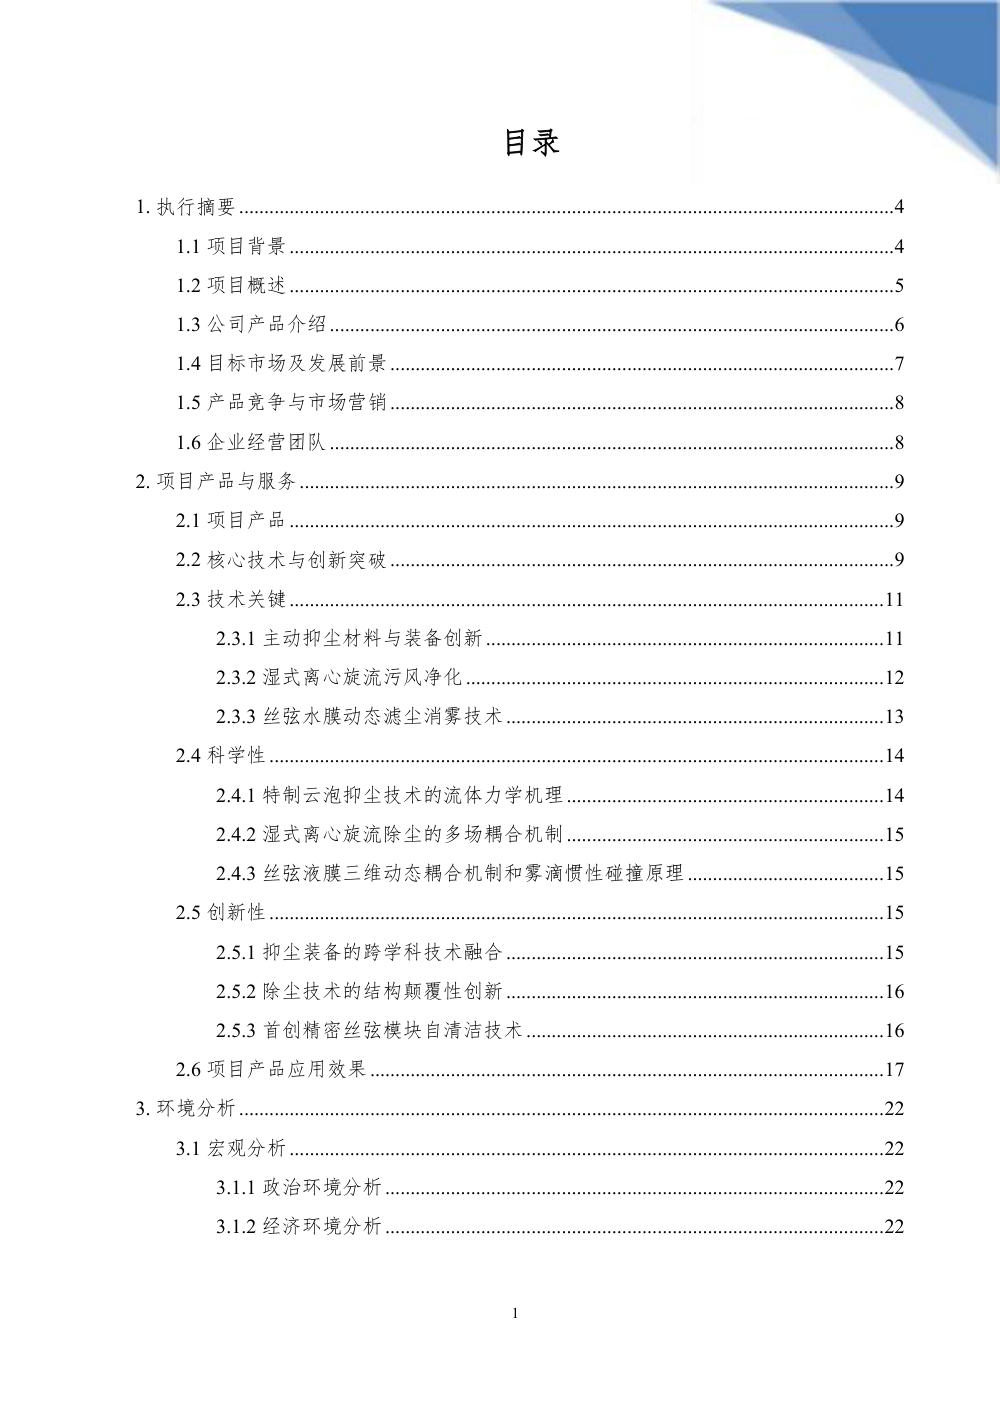 目录
1. 执行摘要........................................4
1.1 项目背景........................................4
1.2 项目概述........................................5
1.3 公司产品介绍........................................6
1.4 目标市场及发展前景........................................7
1.5 产品竞争与市场营销........................................8
1.6 企业经营团队........................................8
2. 项目产品与服务........................................9
2.1 项目产品........................................9
2.2 核心技术与创新突破........................................9
2.3 技术关键........................................11
2.3.1 主动抑尘材料与装备创新........................................11
2.3.2 湿式离心旋流污风净化........................................12
2.3.3 丝弦水膜动态滤尘消雾技术........................................13
2.4 科学性........................................14
2.4.1 特制云泡抑尘技术的流体力学机理........................................14
2.4.2 湿式离心旋流除尘的多场耦合机制........................................15
2.4.3 丝弦液膜三维动态耦合机制和雾滴惯性碰撞原理........................................15
2.5 创新性........................................15
2.5.1 抑尘装备的跨学科技术融合........................................15
2.5.2 除尘技术的结构颠覆性创新........................................16
2.5.3 首创精密丝弦模块自清洁技术........................................16
2.6 项目产品应用效果........................................17
3. 环境分析........................................22
3.1 宏观分析........................................22
3.1.1 政治环境分析........................................22
3.1.2 经济环境分析........................................22
1